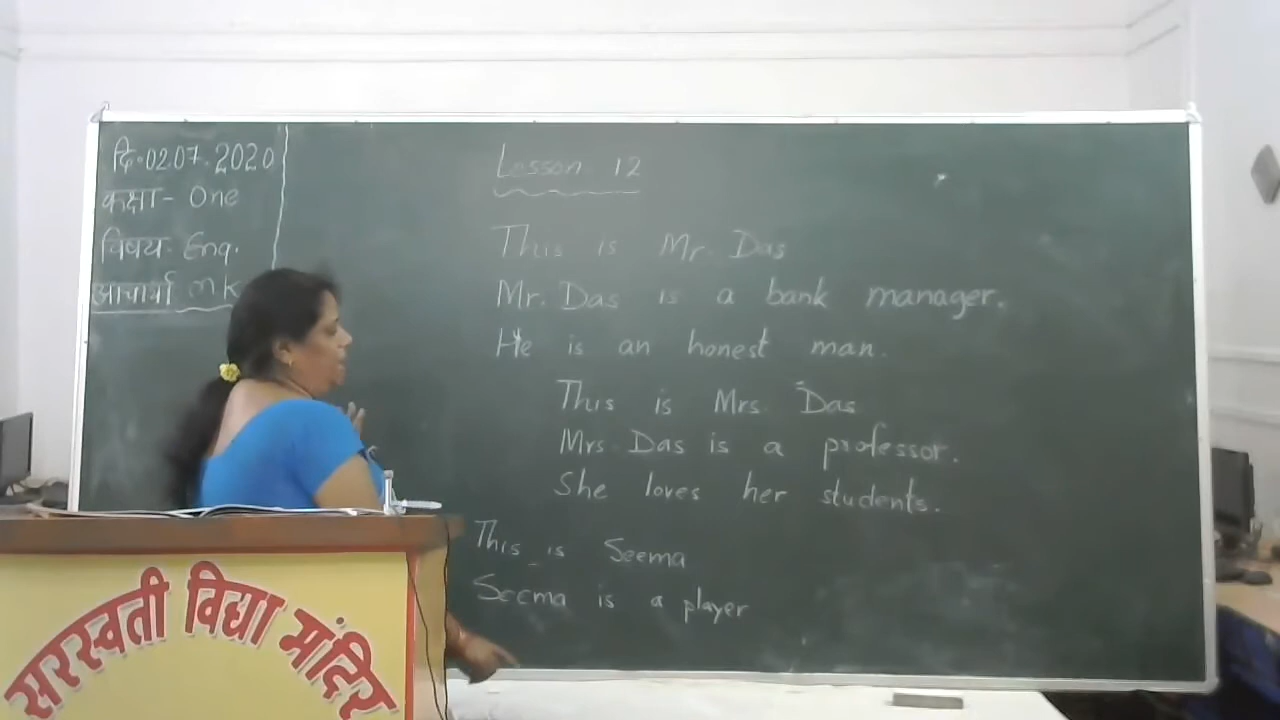 दि.02.07.2020
कक्षा- One
विषय- Eng.
आचार्या M K
Lesson 12
This is Mr. Das
Mr. Das is a bank manager.
He is an honest man.
This is Mrs. Das
Mrs. Das is a professor.
She loves her students.
This is Seema
Seema is a player
सरस्वती विद्या मंदिर